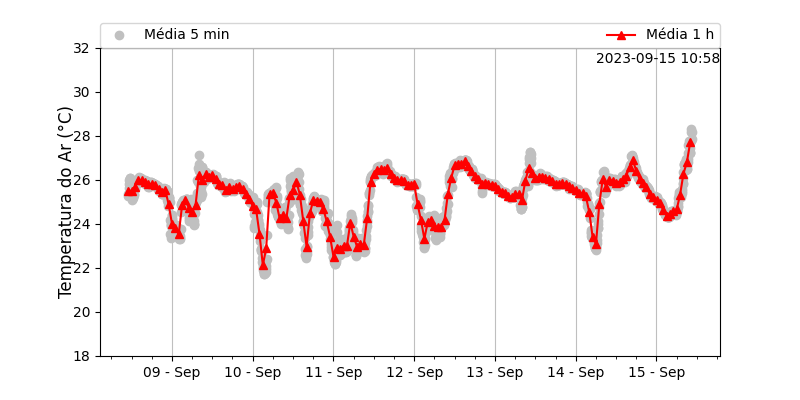 Média 5 min
Média 1 h
2023-09-15 10:58
Temperatura do Ar (°C)
32
30
28
26
24
22
20
18
09 - Sep
10 - Sep
11 - Sep
12 - Sep
13 - Sep
14 - Sep
15 - Sep